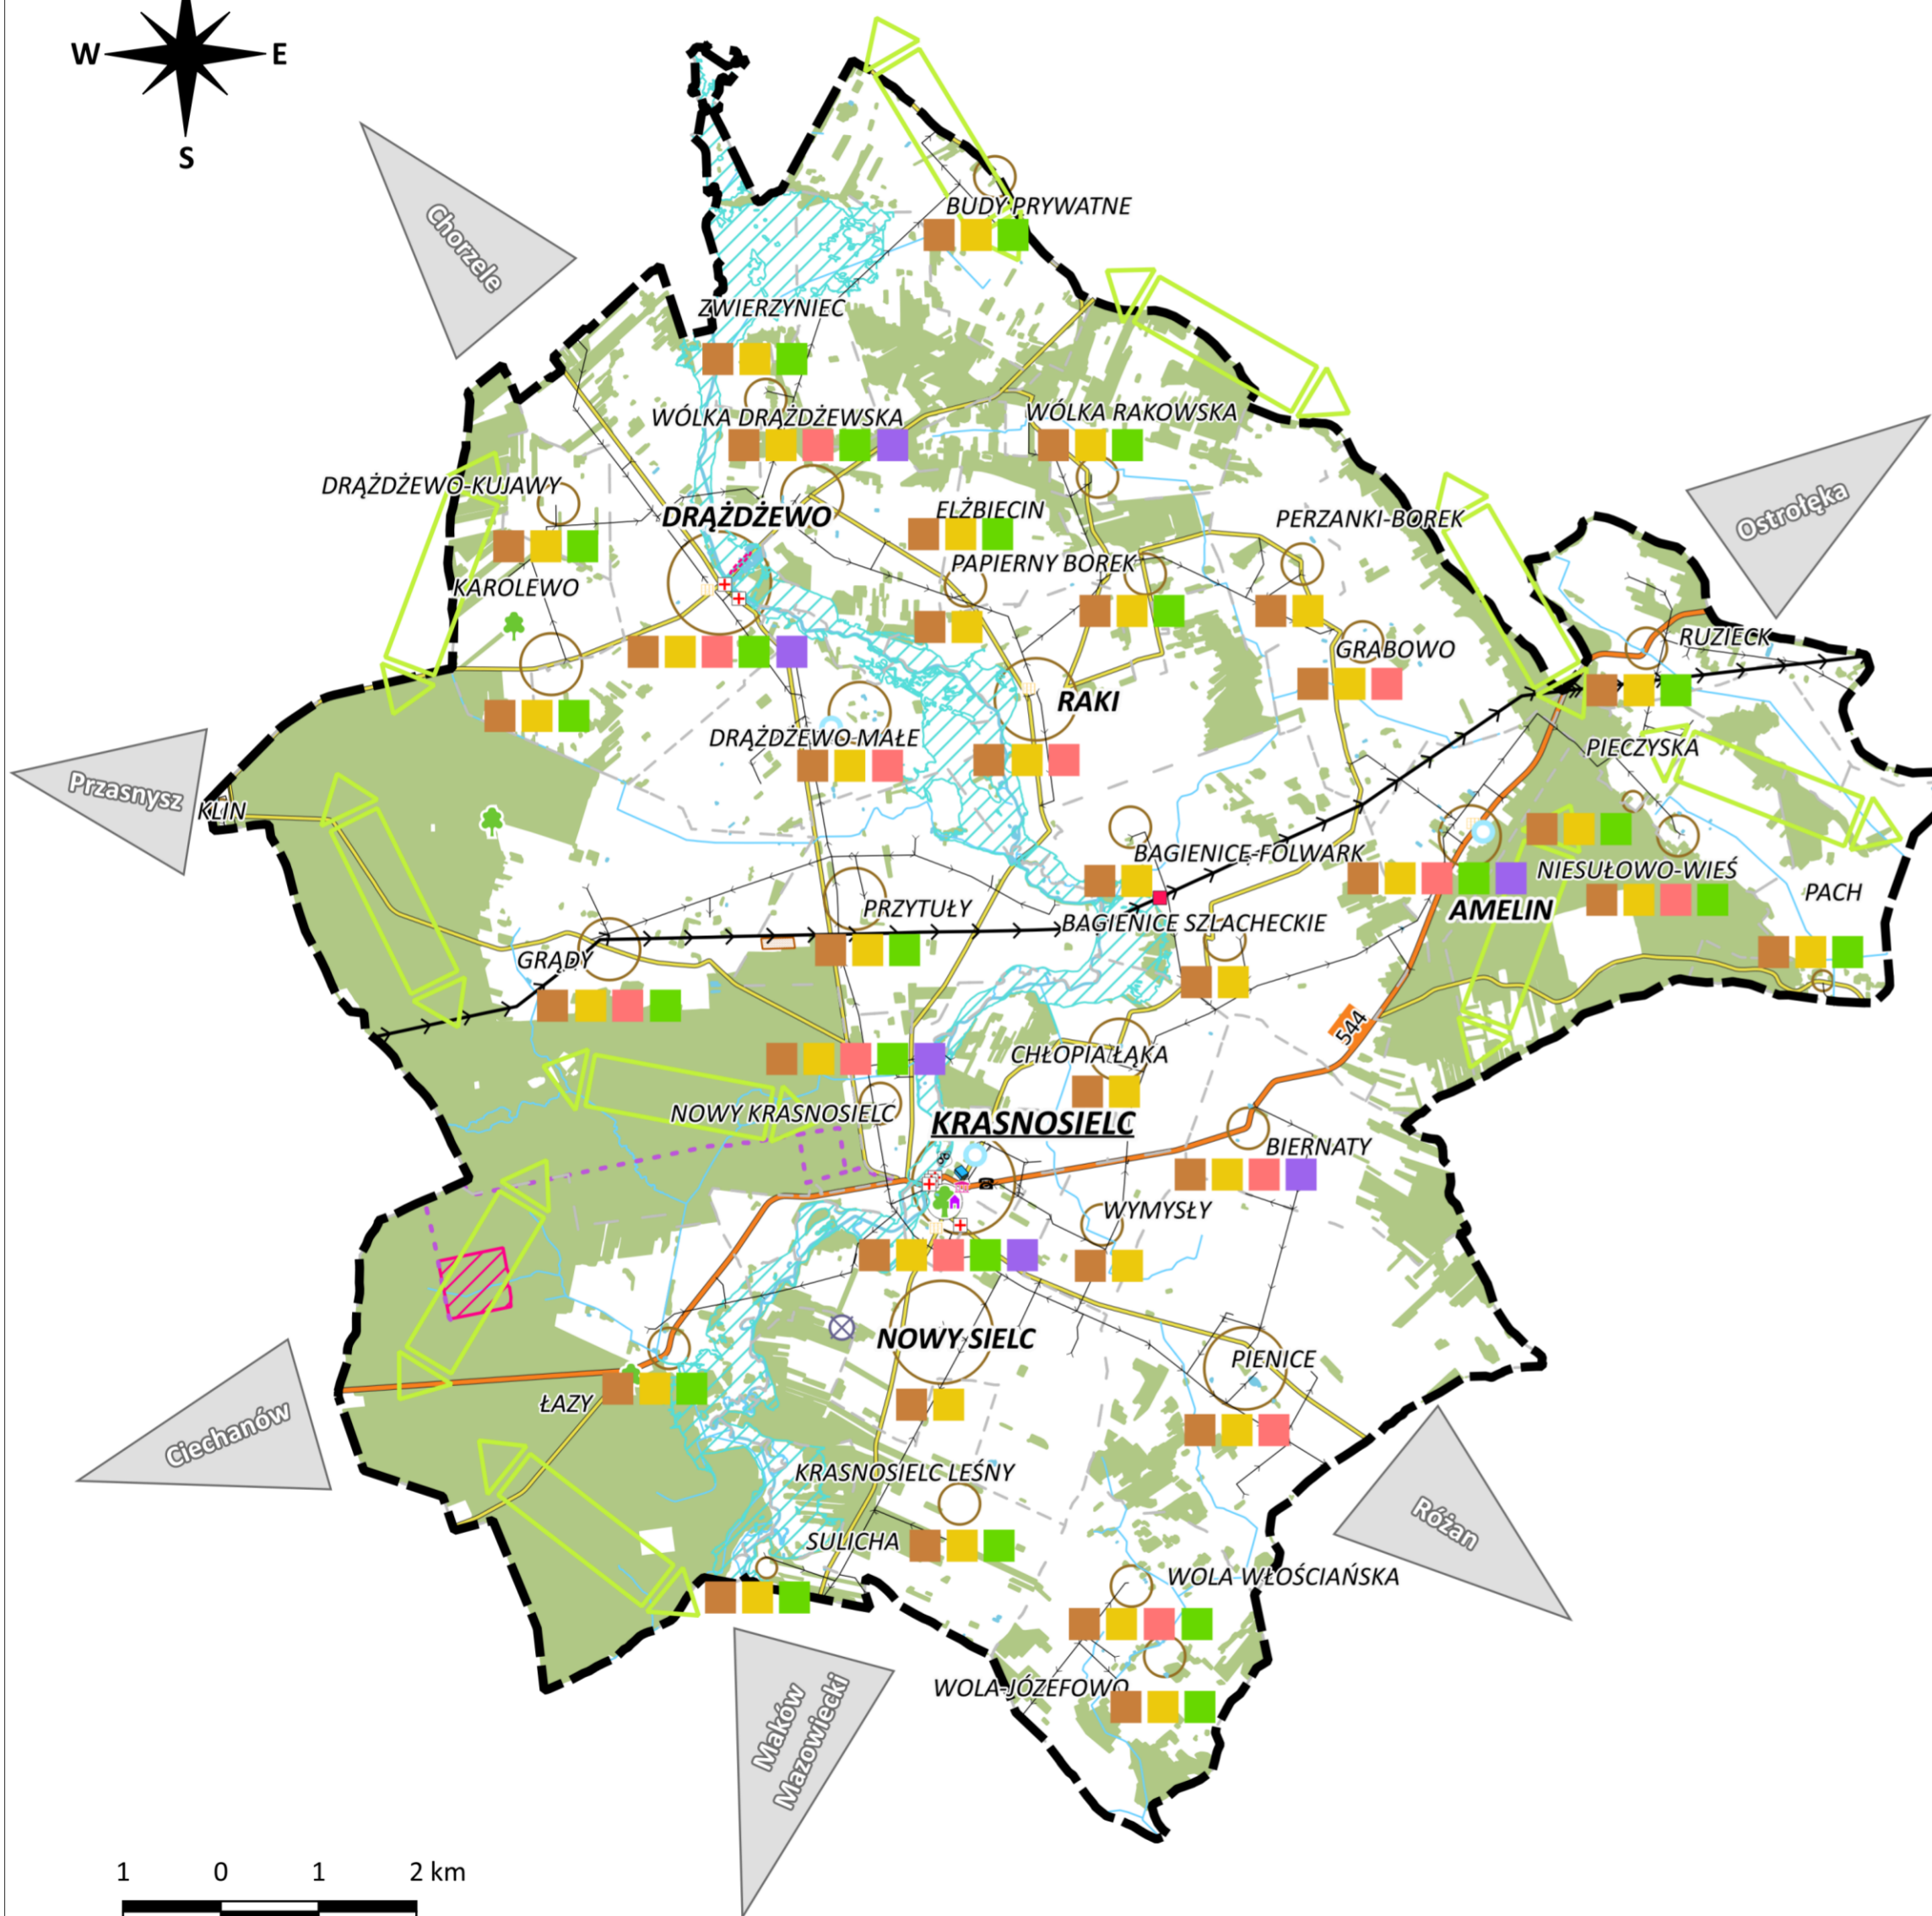 W E
S
Chorzele
BUDY PRYWATNE
ZWIERZYNIEC
WÓLKA DRĄŻDŻEWSKA
WÓLKA RAKOWSKA
DRĄŻDŻEWO-KUJAWY
DRĄŻDŻEWO
ELŻBIECIN
PERZANKI-BOREK
Ostrołęka
PAPIERNY BOREK
KAROLEWO
RUZIECK
GRABOWO
RAKI
DRĄŻDŻEWO MAŁE
PIECZYSKA
Przasnysz
KLIN
BAGIENICE-FOLWARK
NIESUŁOWO-WIEŚ
PACH
PRZYTUŁY
AMELIN
BAGIENICE SZLACHECKIE
GRĄDY
544
CHŁOPIA ŁĄKA
NOWY KRASNOSIELC
KRASNOSIELC
BIERNATY
WYMYSŁY
NOWY SIELC
PIENICE
Ciechanów
ŁAZY
KRASNOSIELC LEŚNY
Różan
SULICHA
WOLA WŁOŚCIAŃSKA
WOLA-JÓZEFOWO
Maków
Mazowiecki
1 0 1 2 km